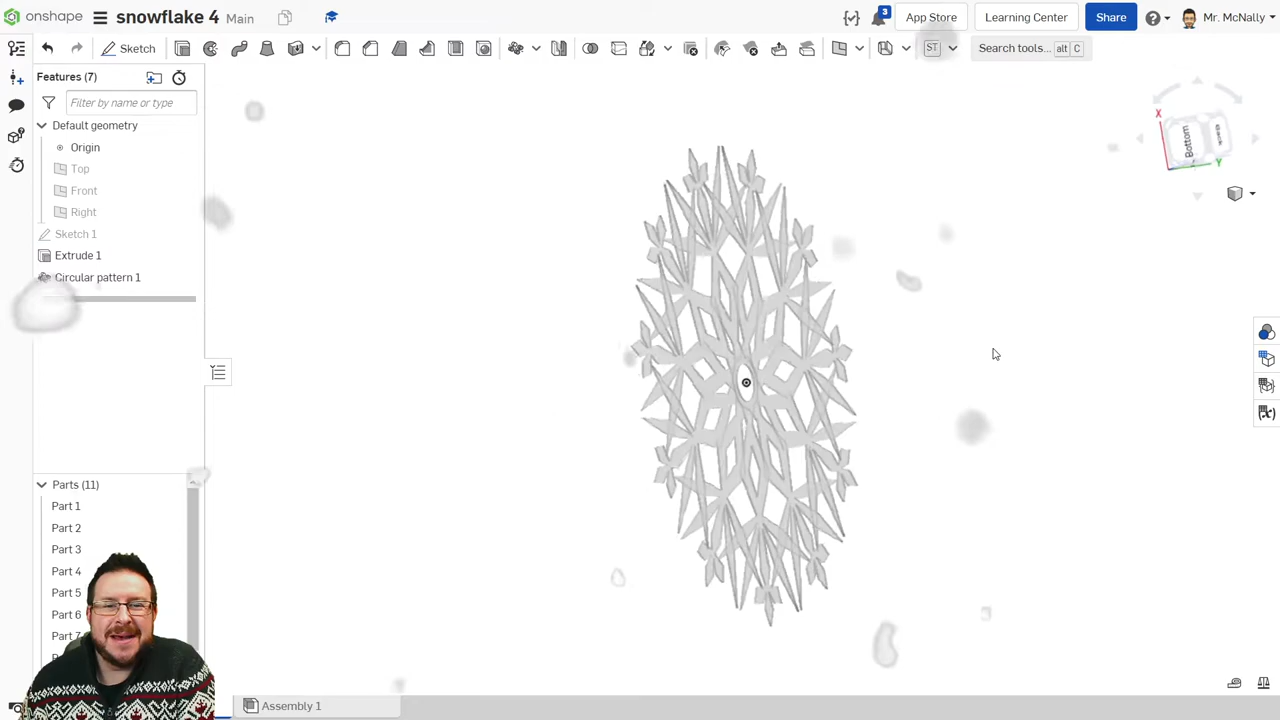 onshape snowflake 4 Main 3 App Store Learning Center Share Mr. McNally
Sketch ST Search tools... alt C
Features (7)
Filter by name or type
Default geometry
Origin
Top
Front
Right
Sketch 1
Extrude 1
Circular pattern 1
X Bottom Back Y
Parts (11)
Part 1
Part 2
Part 3
Part 4
Part 5
Part 6
Part 7
Assembly 1